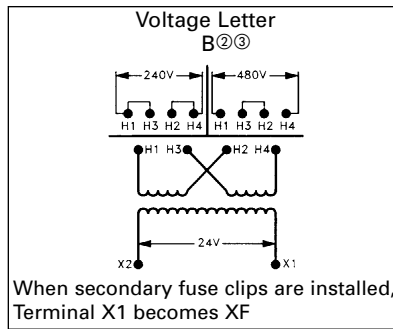 Voltage Letter
B②③
240V 480V
H1 H3 H2 H4 H1 H3 H2 H4
H1 H3 H2 H4
24V
X2 X1
When secondary fuse clips are installed,
Terminal X1 becomes XF